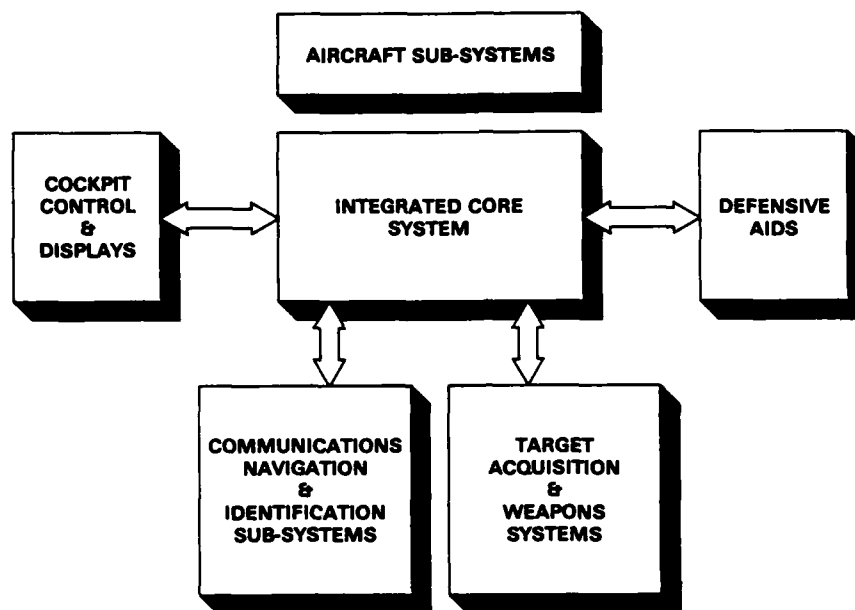 AIRCRAFT SUB-SYSTEMS
COCKPIT
CONTROL
&
DISPLAYS
INTEGRATED CORE
SYSTEM
DEFENSIVE
AIDS
COMMUNICATIONS
NAVIGATION
&
IDENTIFICATION
SUB-SYSTEMS
TARGET
ACQUISITION
&
WEAPONS
SYSTEMS